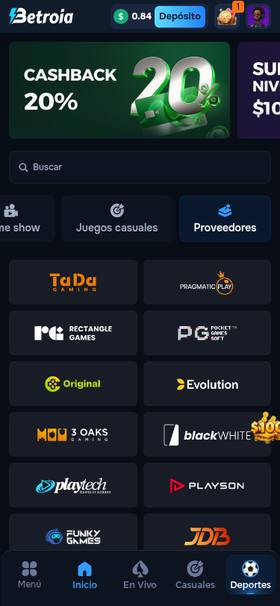 Betroia
$ 0.84 Depósito
1
CASHBACK
20%
20
SU
NIV
$10
Buscar
me show
Juegos casuales
Proveedores
TaDa
GAMING
PRAGMATIC PLAY
RECTANGLE
GAMES
PG POCKET
GAMES
SOFT
Original
Evolution
3 OAKS
GAMING
blackWHITE
$100
playtech
PLAYSON
FUNKY
GAMES
JDB
Menú
Inicio
En Vivo
Casuales
Deportes